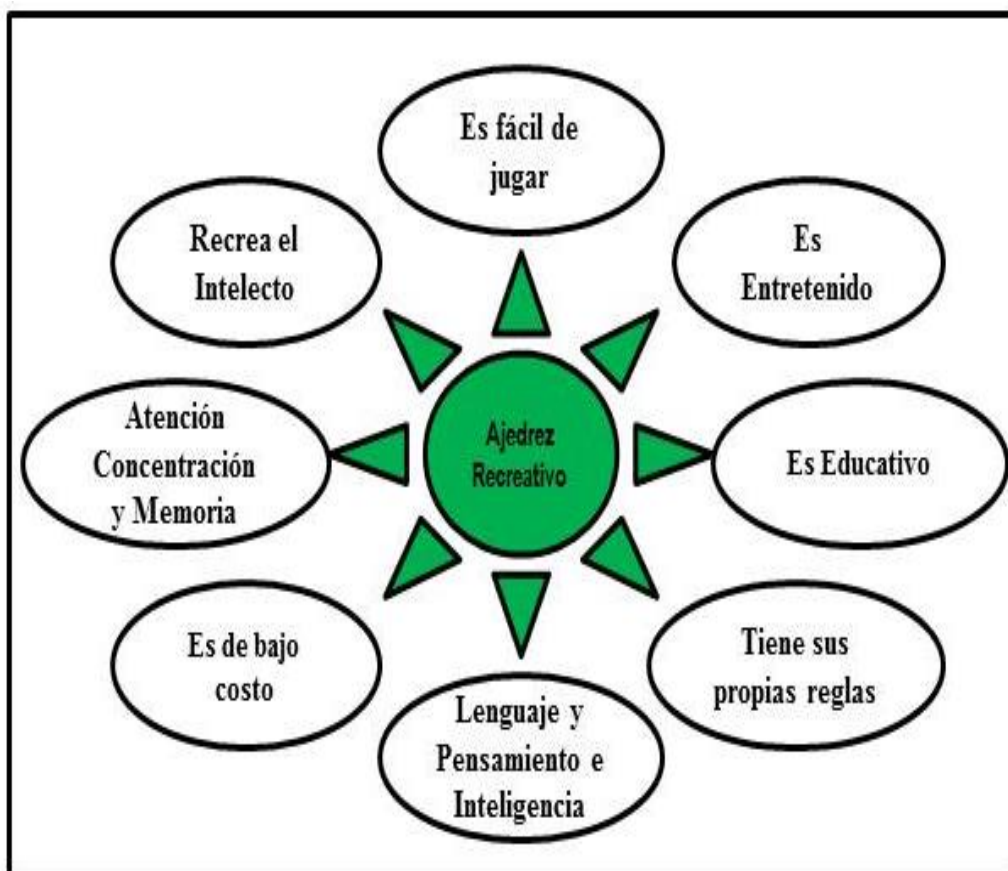 Es fácil de
jugar
Recrea el
Intelecto
Es
Entretenido
Atención
Concentración
y Memoria
Ajedrez
Recreativo
Es Educativo
Es de bajo
costo
Tiene sus
propias reglas
Lenguaje y
Pensamiento e
Inteligencia